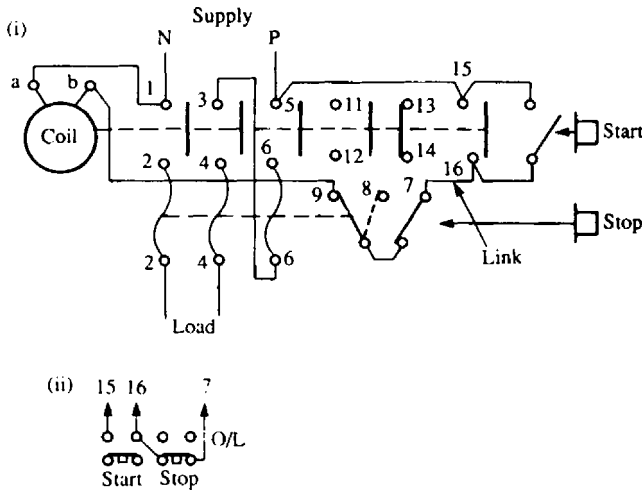 (i)
Supply
N P
a b 1 3 5 11 13 15
Coil
Start
2 4 6 12 14 16
9 8 7
Stop
2 4 6
Link
Load
(ii) 15 16 7
O/L
Start Stop